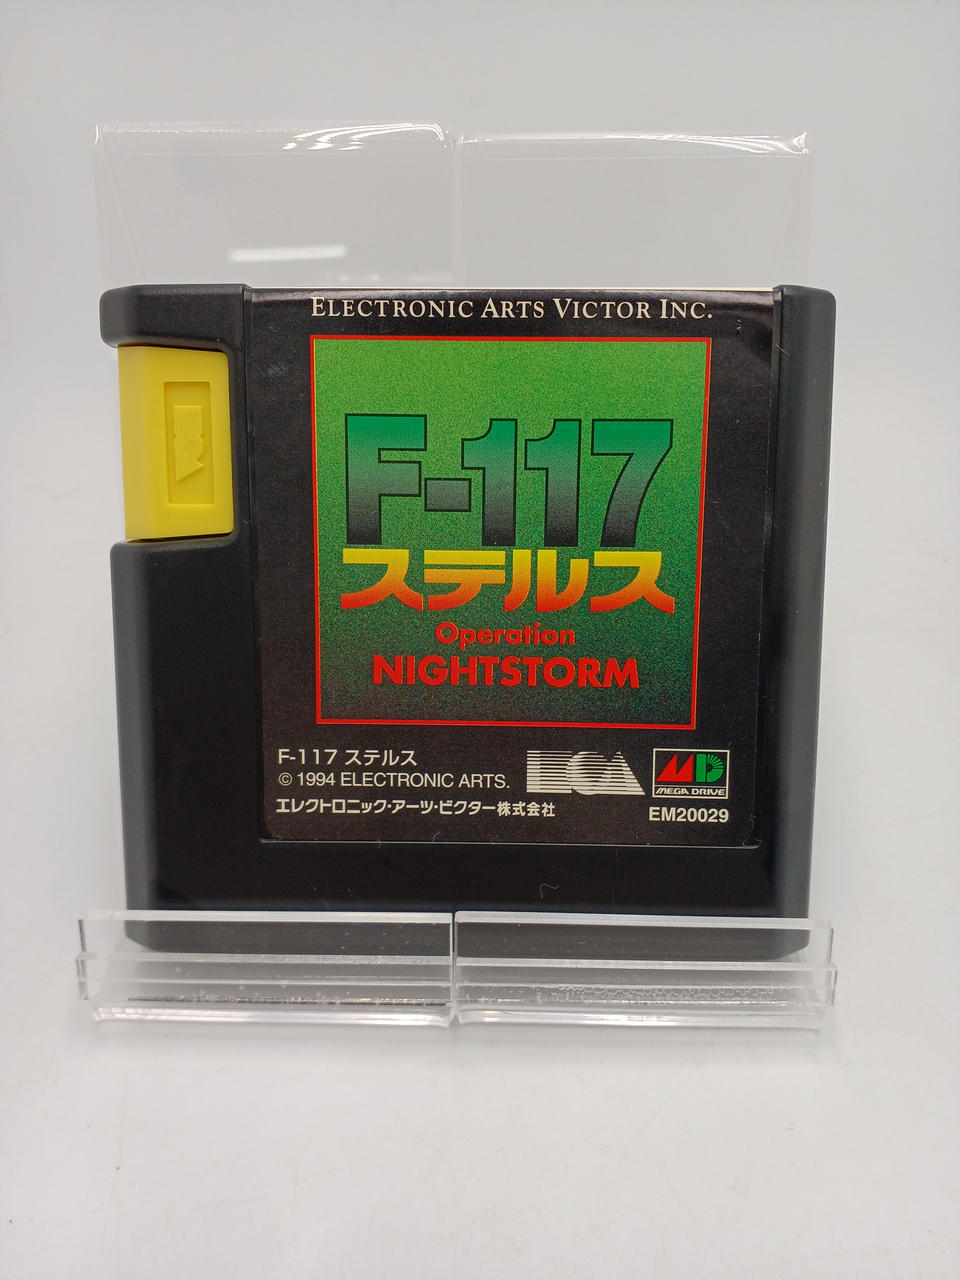 ELECTRONIC ARTS VICTOR INC.
F-117
ステルス
Operation
NIGHTSTORM
F-117 ステルス
© 1994 ELECTRONIC ARTS.
エレクトロニック・アーツ・ビクター株式会社
EOA
MD
MEGA DRIVE
EM20029